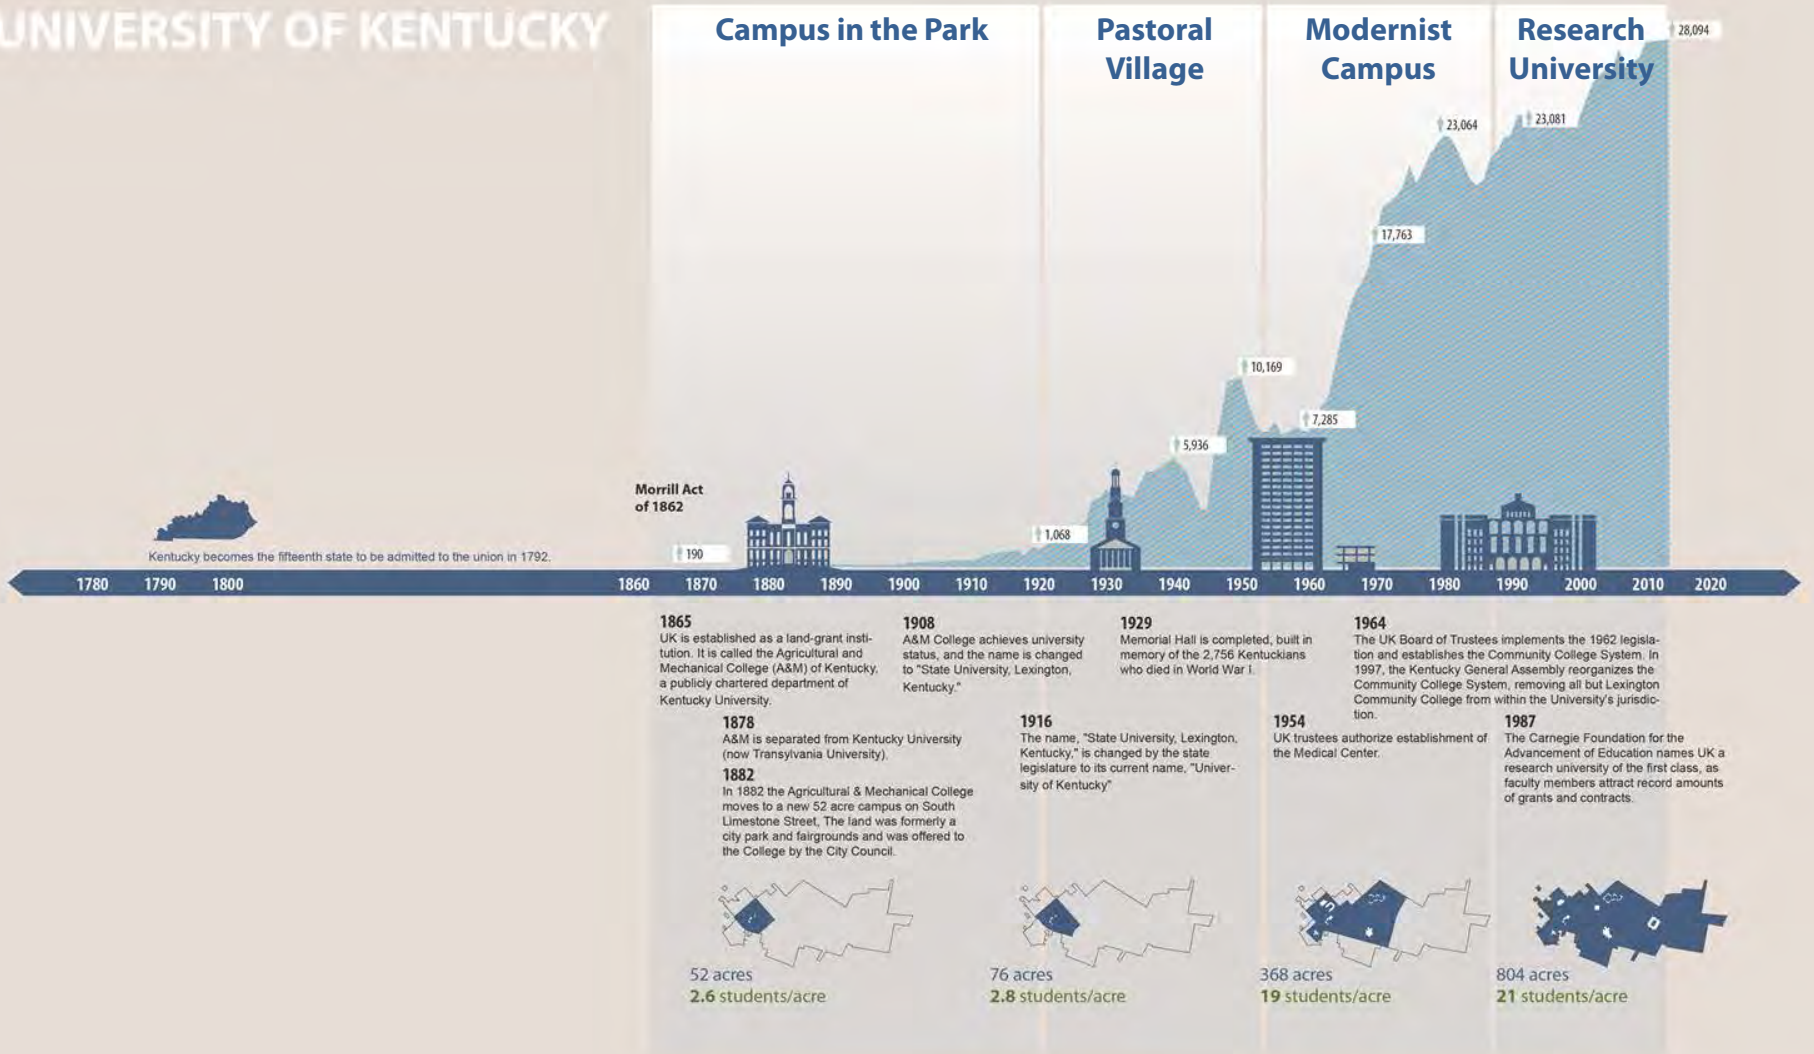 UNIVERSITY OF KENTUCKY
Campus in the Park
Pastoral
Village
Modernist
Campus
Research
University
28,094
23,064
23,081
17,763
10,169
7,285
5,936
1,068
190
Morrill Act
of 1862
Kentucky becomes the fifteenth state to be admitted to the union in 1792.
1780 1790 1800 1860 1870 1880 1890 1900 1910 1920 1930 1940 1950 1960 1970 1980 1990 2000 2010 2020
1865
UK is established as a land-grant insti-
tution. It is called the Agricultural and
Mechanical College (A&M) of Kentucky,
a publicly chartered department of
Kentucky University.
1908
A&M College achieves university
status, and the name is changed
to "State University, Lexington,
Kentucky."
1929
Memorial Hall is completed, built in
memory of the 2,756 Kentuckians
who died in World War I.
1964
The UK Board of Trustees implements the 1962 legisla-
tion and establishes the Community College System. In
1997, the Kentucky General Assembly reorganizes the
Community College System, removing all but Lexington
Community College from within the University's jurisdic-
tion.
1878
A&M is separated from Kentucky University
(now Transylvania University).
1882
In 1882 the Agricultural & Mechanical College
moves to a new 52 acre campus on South
Limestone Street, The land was formerly a
city park and fairgrounds and was offered to
the College by the City Council.
1916
The name, "State University, Lexington,
Kentucky," is changed by the state
legislature to its current name, "Univer-
sity of Kentucky"
1954
UK trustees authorize establishment of
the Medical Center.
1987
The Carnegie Foundation for the
Advancement of Education names UK a
research university of the first class, as
faculty members attract record amounts
of grants and contracts.
52 acres
2.6 students/acre
76 acres
2.8 students/acre
368 acres
19 students/acre
804 acres
21 students/acre